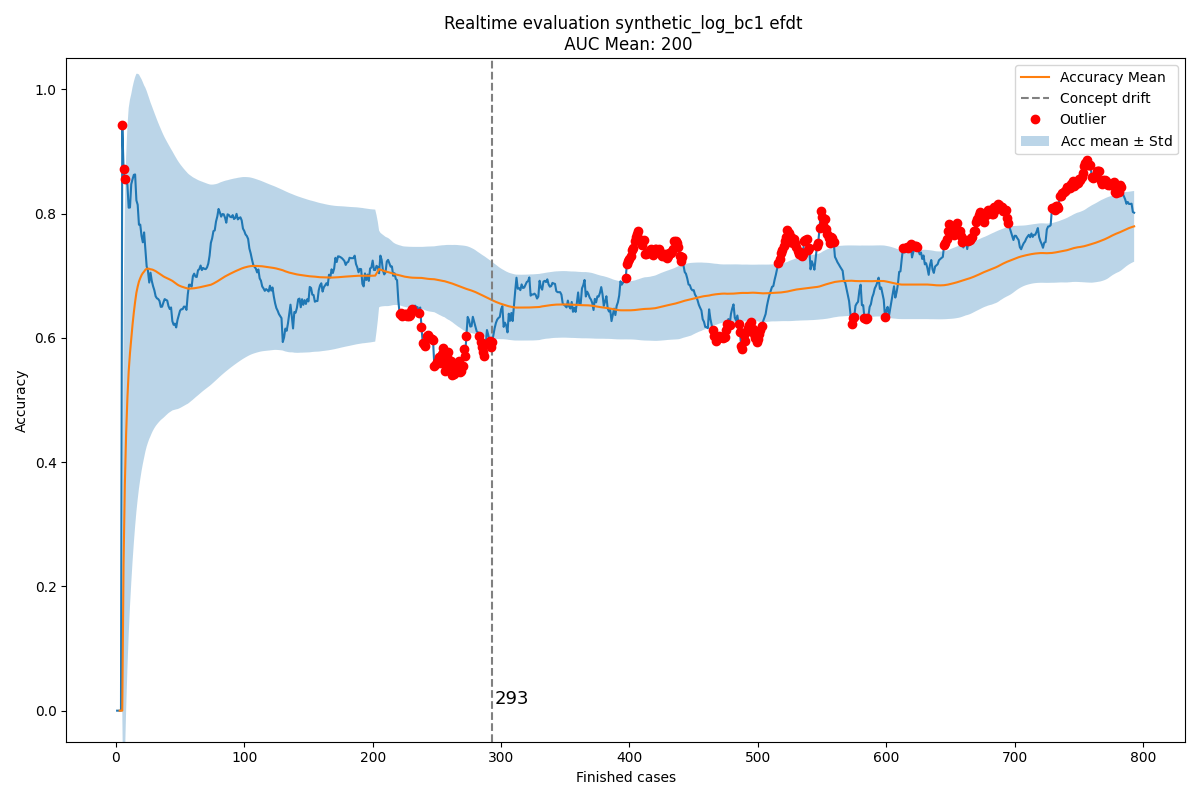 Realtime evaluation synthetic_log_bc1 efdt
AUC Mean: 200
Accuracy Mean
Concept drift
Outlier
Acc mean ± Std
1.0
0.8
0.6
0.4
0.2
0.0
Accuracy
293
0 100 200 300 400 500 600 700 800
Finished cases